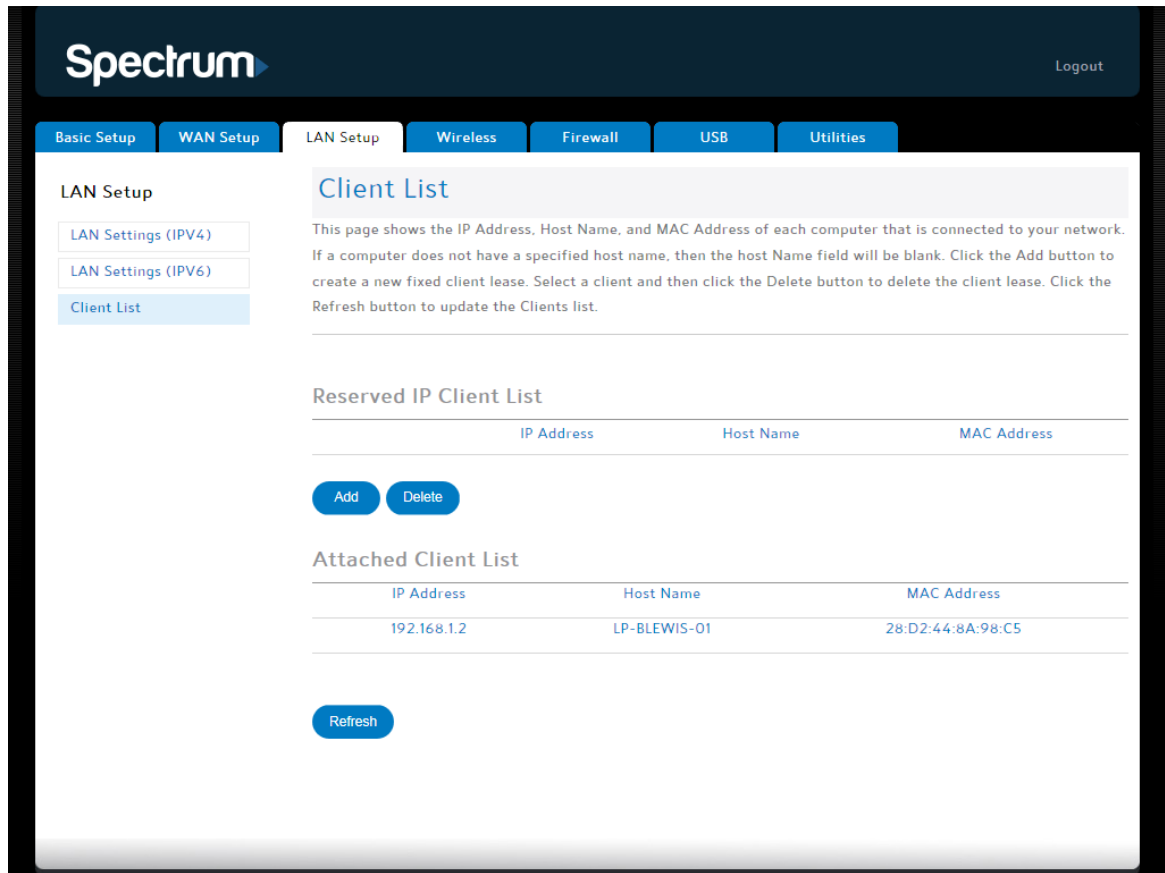 Spectrum
Logout
Basic Setup WAN Setup LAN Setup Wireless Firewall USB Utilities
LAN Setup
LAN Settings (IPV4)
LAN Settings (IPV6)
Client List
Client List
This page shows the IP Address, Host Name, and MAC Address of each computer that is connected to your network.
If a computer does not have a specified host name, then the host Name field will be blank. Click the Add button to
create a new fixed client lease. Select a client and then click the Delete button to delete the client lease. Click the
Refresh button to update the Clients list.
Reserved IP Client List
IP Address Host Name MAC Address
Add Delete
Attached Client List
IP Address Host Name MAC Address
192.168.1.2 LP-BLEWIS-01 28:D2:44:8A:98:C5
Refresh